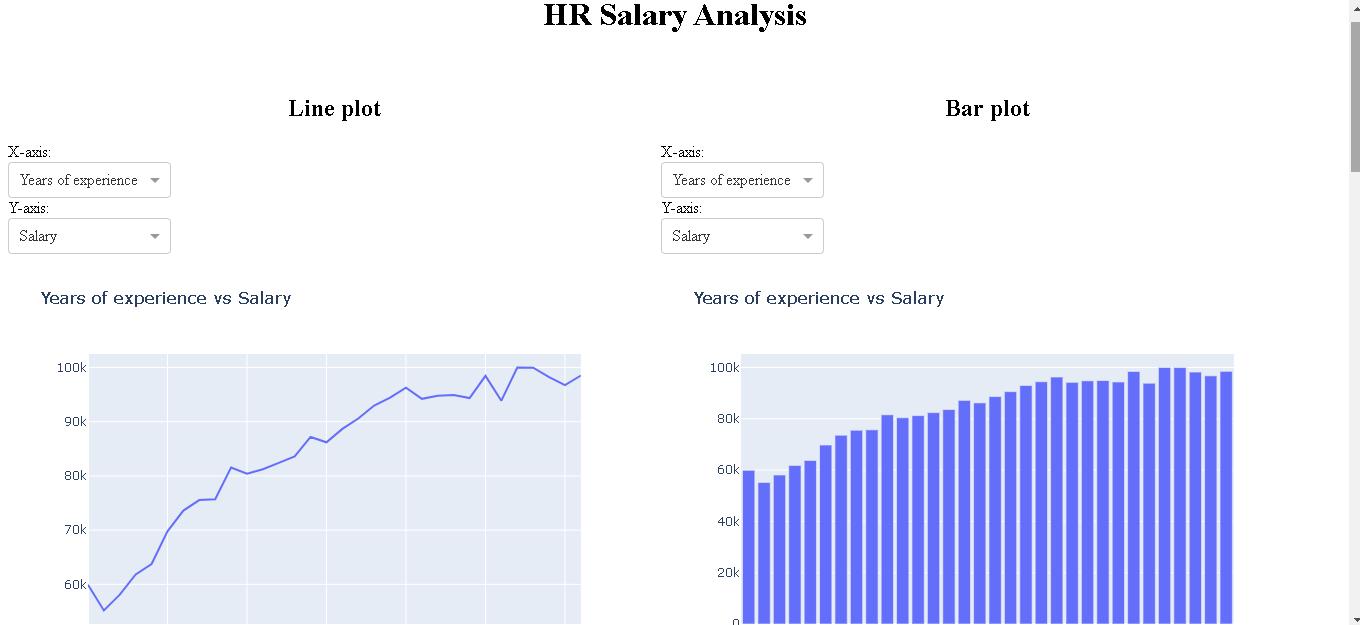 HR Salary Analysis
Line plot
X-axis:
Years of experience
Y-axis:
Salary
Years of experience vs Salary
100k
90k
80k
70k
60k
Bar plot
X-axis:
Years of experience
Y-axis:
Salary
Years of experience vs Salary
100k
80k
60k
40k
20k
0